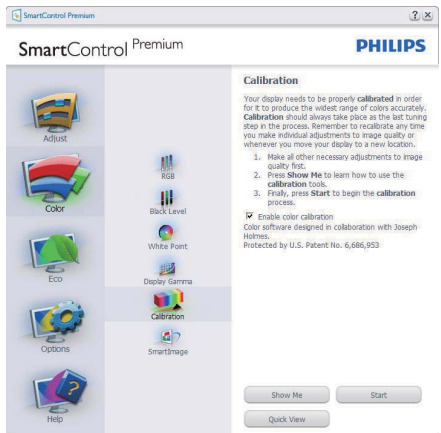 SmartControl Premium
SmartControl Premium
PHILIPS
Adjust
Color
Eco
Options
Help
RGB
Black Level
White Point
Display Gamma
Calibration
SmartImage
Calibration
Your display needs to be properly calibrated in order
for it to produce the widest range of colors accurately.
Calibration should always take place as the last tuning
step in the process. Remember to recalibrate any time
you make individual adjustments to image quality or
whenever you move your display to a new location.
1. Make all other necessary adjustments to image
quality first.
2. Press Show Me to learn how to use the
calibration tools.
3. Finally, press Start to begin the calibration
process.
Enable color calibration
Color software designed in collaboration with Joseph
Holmes.
Protected by U.S. Patent No. 6,686,953
Show Me
Start
Quick View